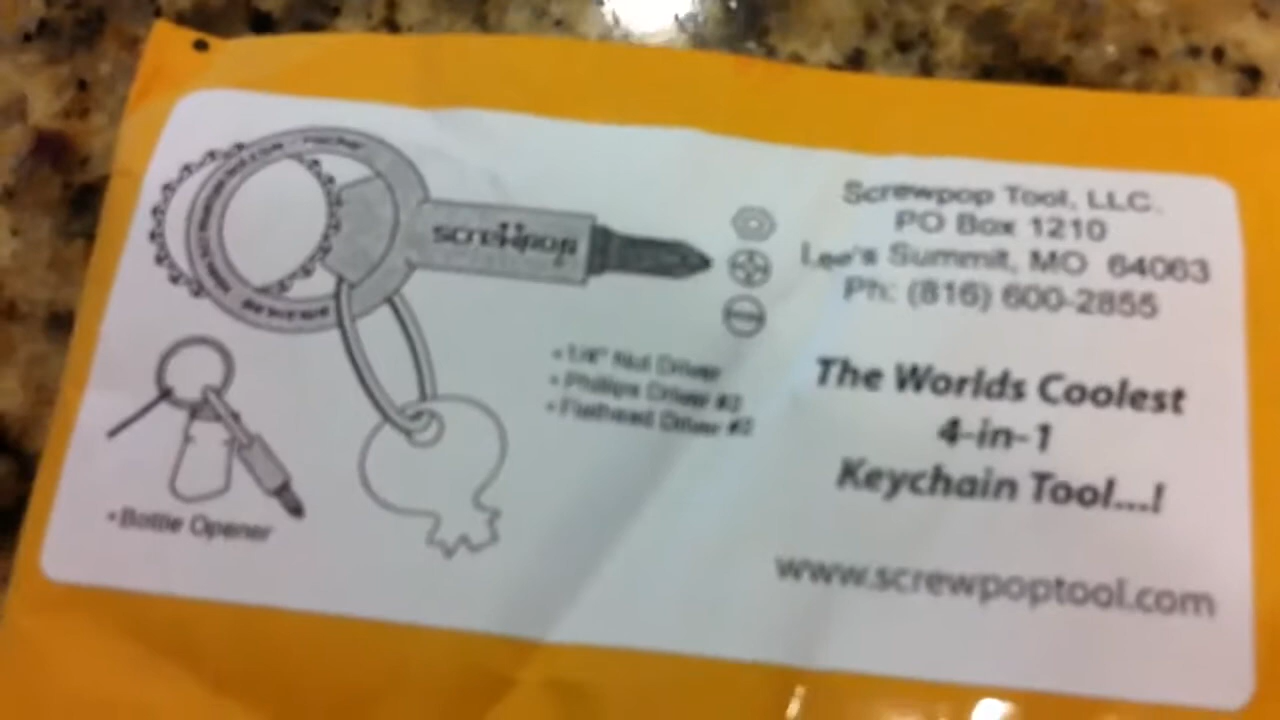 Screwpop Tool, LLC.
PO Box 1210
Lee's Summit, MO 64063
Ph: (816) 600-2855
screwpop
• 1/4" Nut Driver
• Phillips Driver #2
• Flathead Driver #2
The Worlds Coolest
4-in-1
Keychain Tool...!
• Bottle Opener
www.screwpoptool.com